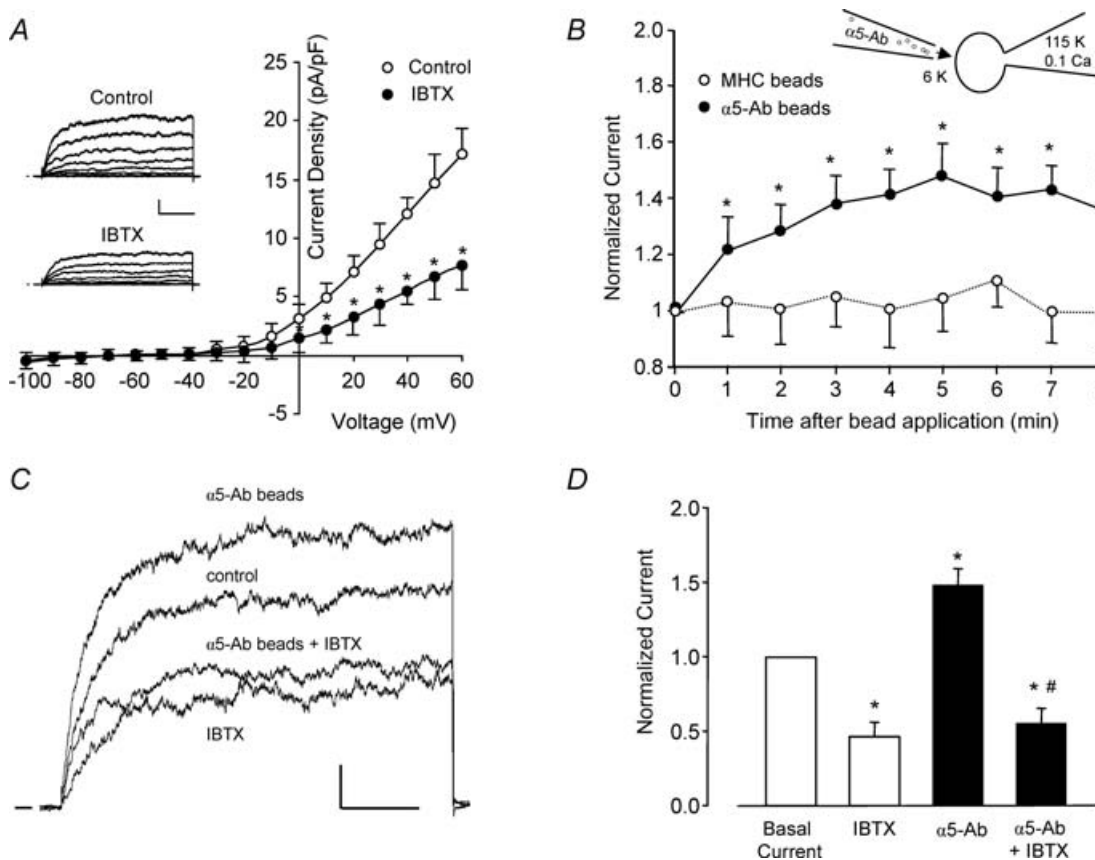 A
Control
IBTX
Current Density (pA/pF)
25
20
15
10
5
-5
Control
IBTX
* * * * * * *
-100 -80 -60 -40 -20 20 40 60
Voltage (mV)
B
α5-Ab
6 K
115 K
0.1 Ca
MHC beads
α5-Ab beads
Normalized Current
2.0
1.8
1.6
1.4
1.2
1
0.8
* * * * * * *
0 1 2 3 4 5 6 7
Time after bead application (min)
C
α5-Ab beads
control
α5-Ab beads + IBTX
IBTX
D
Normalized Current
2.0
1.5
1.0
0.5
0.0
*
*
* #
Basal
Current
IBTX
α5-Ab
α5-Ab
+ IBTX